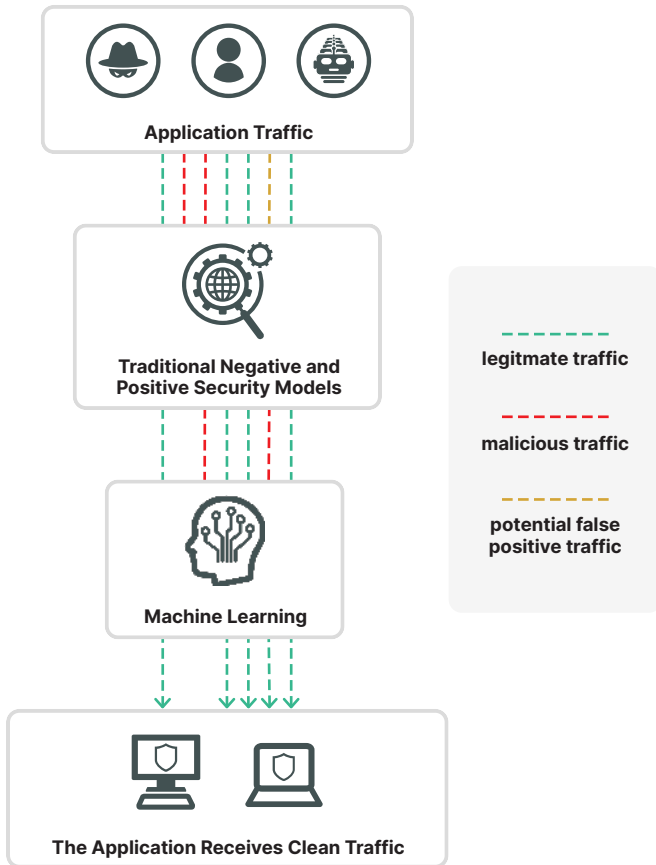 Application Traffic
Traditional Negative and
Positive Security Models
legitmate traffic
malicious traffic
potential false
positive traffic
Machine Learning
The Application Receives Clean Traffic